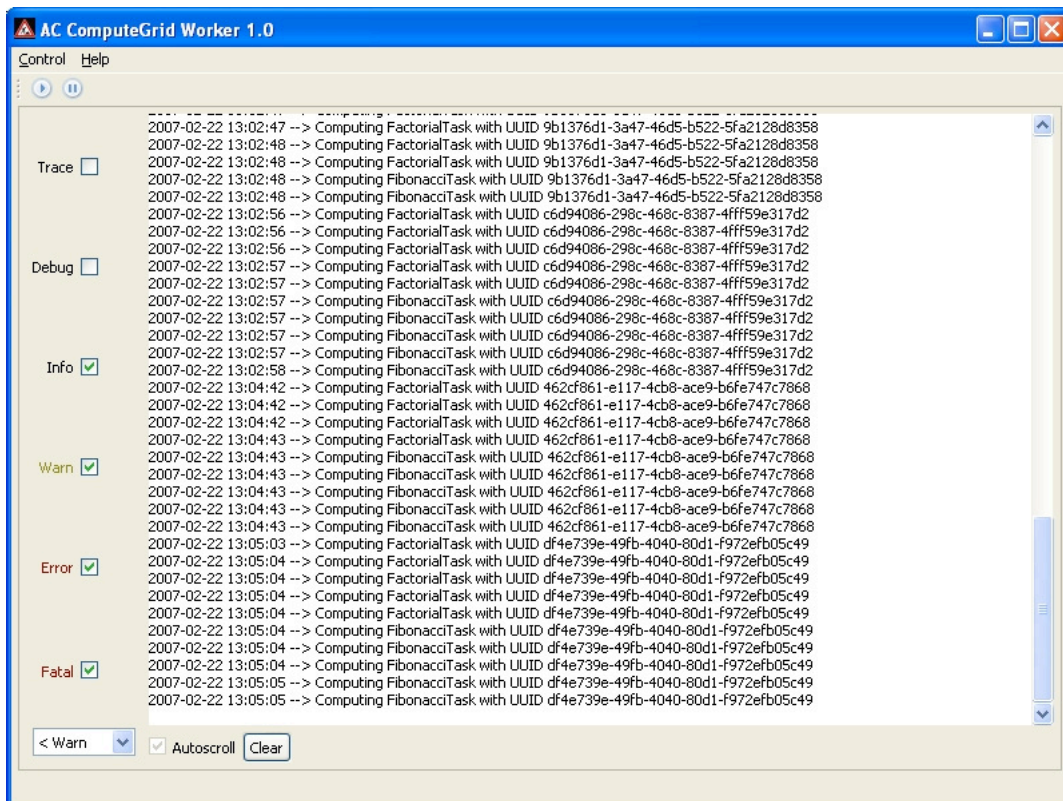 AC ComputeGrid Worker 1.0
Control Help
2007-02-22 13:02:47 --> Computing FactorialTask with UUID 9b1376d1-3a47-46d5-b522-5fa2128d8358
2007-02-22 13:02:48 --> Computing FactorialTask with UUID 9b1376d1-3a47-46d5-b522-5fa2128d8358
2007-02-22 13:02:48 --> Computing FactorialTask with UUID 9b1376d1-3a47-46d5-b522-5fa2128d8358
Trace
2007-02-22 13:02:48 --> Computing FibonacciTask with UUID 9b1376d1-3a47-46d5-b522-5fa2128d8358
2007-02-22 13:02:48 --> Computing FibonacciTask with UUID 9b1376d1-3a47-46d5-b522-5fa2128d8358
2007-02-22 13:02:56 --> Computing FactorialTask with UUID c6d94086-298c-468c-8387-4fff59e317d2
2007-02-22 13:02:56 --> Computing FactorialTask with UUID c6d94086-298c-468c-8387-4fff59e317d2
2007-02-22 13:02:56 --> Computing FactorialTask with UUID c6d94086-298c-468c-8387-4fff59e317d2
2007-02-22 13:02:57 --> Computing FactorialTask with UUID c6d94086-298c-468c-8387-4fff59e317d2
Debug
2007-02-22 13:02:57 --> Computing FactorialTask with UUID c6d94086-298c-468c-8387-4fff59e317d2
2007-02-22 13:02:57 --> Computing FibonacciTask with UUID c6d94086-298c-468c-8387-4fff59e317d2
2007-02-22 13:02:57 --> Computing FibonacciTask with UUID c6d94086-298c-468c-8387-4fff59e317d2
2007-02-22 13:02:57 --> Computing FibonacciTask with UUID c6d94086-298c-468c-8387-4fff59e317d2
2007-02-22 13:02:57 --> Computing FibonacciTask with UUID c6d94086-298c-468c-8387-4fff59e317d2
2007-02-22 13:02:58 --> Computing FibonacciTask with UUID c6d94086-298c-468c-8387-4fff59e317d2
Info
2007-02-22 13:04:42 --> Computing FactorialTask with UUID 462cf861-e117-4cb8-ace9-b6fe747c7868
2007-02-22 13:04:42 --> Computing FactorialTask with UUID 462cf861-e117-4cb8-ace9-b6fe747c7868
2007-02-22 13:04:42 --> Computing FactorialTask with UUID 462cf861-e117-4cb8-ace9-b6fe747c7868
2007-02-22 13:04:43 --> Computing FactorialTask with UUID 462cf861-e117-4cb8-ace9-b6fe747c7868
2007-02-22 13:04:43 --> Computing FibonacciTask with UUID 462cf861-e117-4cb8-ace9-b6fe747c7868
Warn
2007-02-22 13:04:43 --> Computing FibonacciTask with UUID 462cf861-e117-4cb8-ace9-b6fe747c7868
2007-02-22 13:04:43 --> Computing FibonacciTask with UUID 462cf861-e117-4cb8-ace9-b6fe747c7868
2007-02-22 13:04:43 --> Computing FibonacciTask with UUID 462cf861-e117-4cb8-ace9-b6fe747c7868
2007-02-22 13:04:43 --> Computing FibonacciTask with UUID 462cf861-e117-4cb8-ace9-b6fe747c7868
2007-02-22 13:05:03 --> Computing FactorialTask with UUID df4e739e-49fb-4040-80d1-f972efb05c49
2007-02-22 13:05:04 --> Computing FactorialTask with UUID df4e739e-49fb-4040-80d1-f972efb05c49
Error
2007-02-22 13:05:04 --> Computing FactorialTask with UUID df4e739e-49fb-4040-80d1-f972efb05c49
2007-02-22 13:05:04 --> Computing FactorialTask with UUID df4e739e-49fb-4040-80d1-f972efb05c49
2007-02-22 13:05:04 --> Computing FactorialTask with UUID df4e739e-49fb-4040-80d1-f972efb05c49
2007-02-22 13:05:04 --> Computing FibonacciTask with UUID df4e739e-49fb-4040-80d1-f972efb05c49
2007-02-22 13:05:04 --> Computing FibonacciTask with UUID df4e739e-49fb-4040-80d1-f972efb05c49
2007-02-22 13:05:04 --> Computing FibonacciTask with UUID df4e739e-49fb-4040-80d1-f972efb05c49
Fatal
2007-02-22 13:05:05 --> Computing FibonacciTask with UUID df4e739e-49fb-4040-80d1-f972efb05c49
2007-02-22 13:05:05 --> Computing FibonacciTask with UUID df4e739e-49fb-4040-80d1-f972efb05c49
< Warn Autoscroll Clear